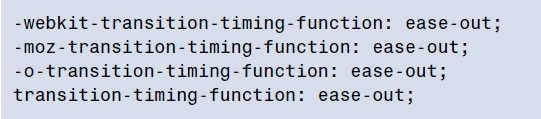 -webkit-transition-timing-function: ease-out;
-moz-transition-timing-function: ease-out;
-o-transition-timing-function: ease-out;
transition-timing-function: ease-out;